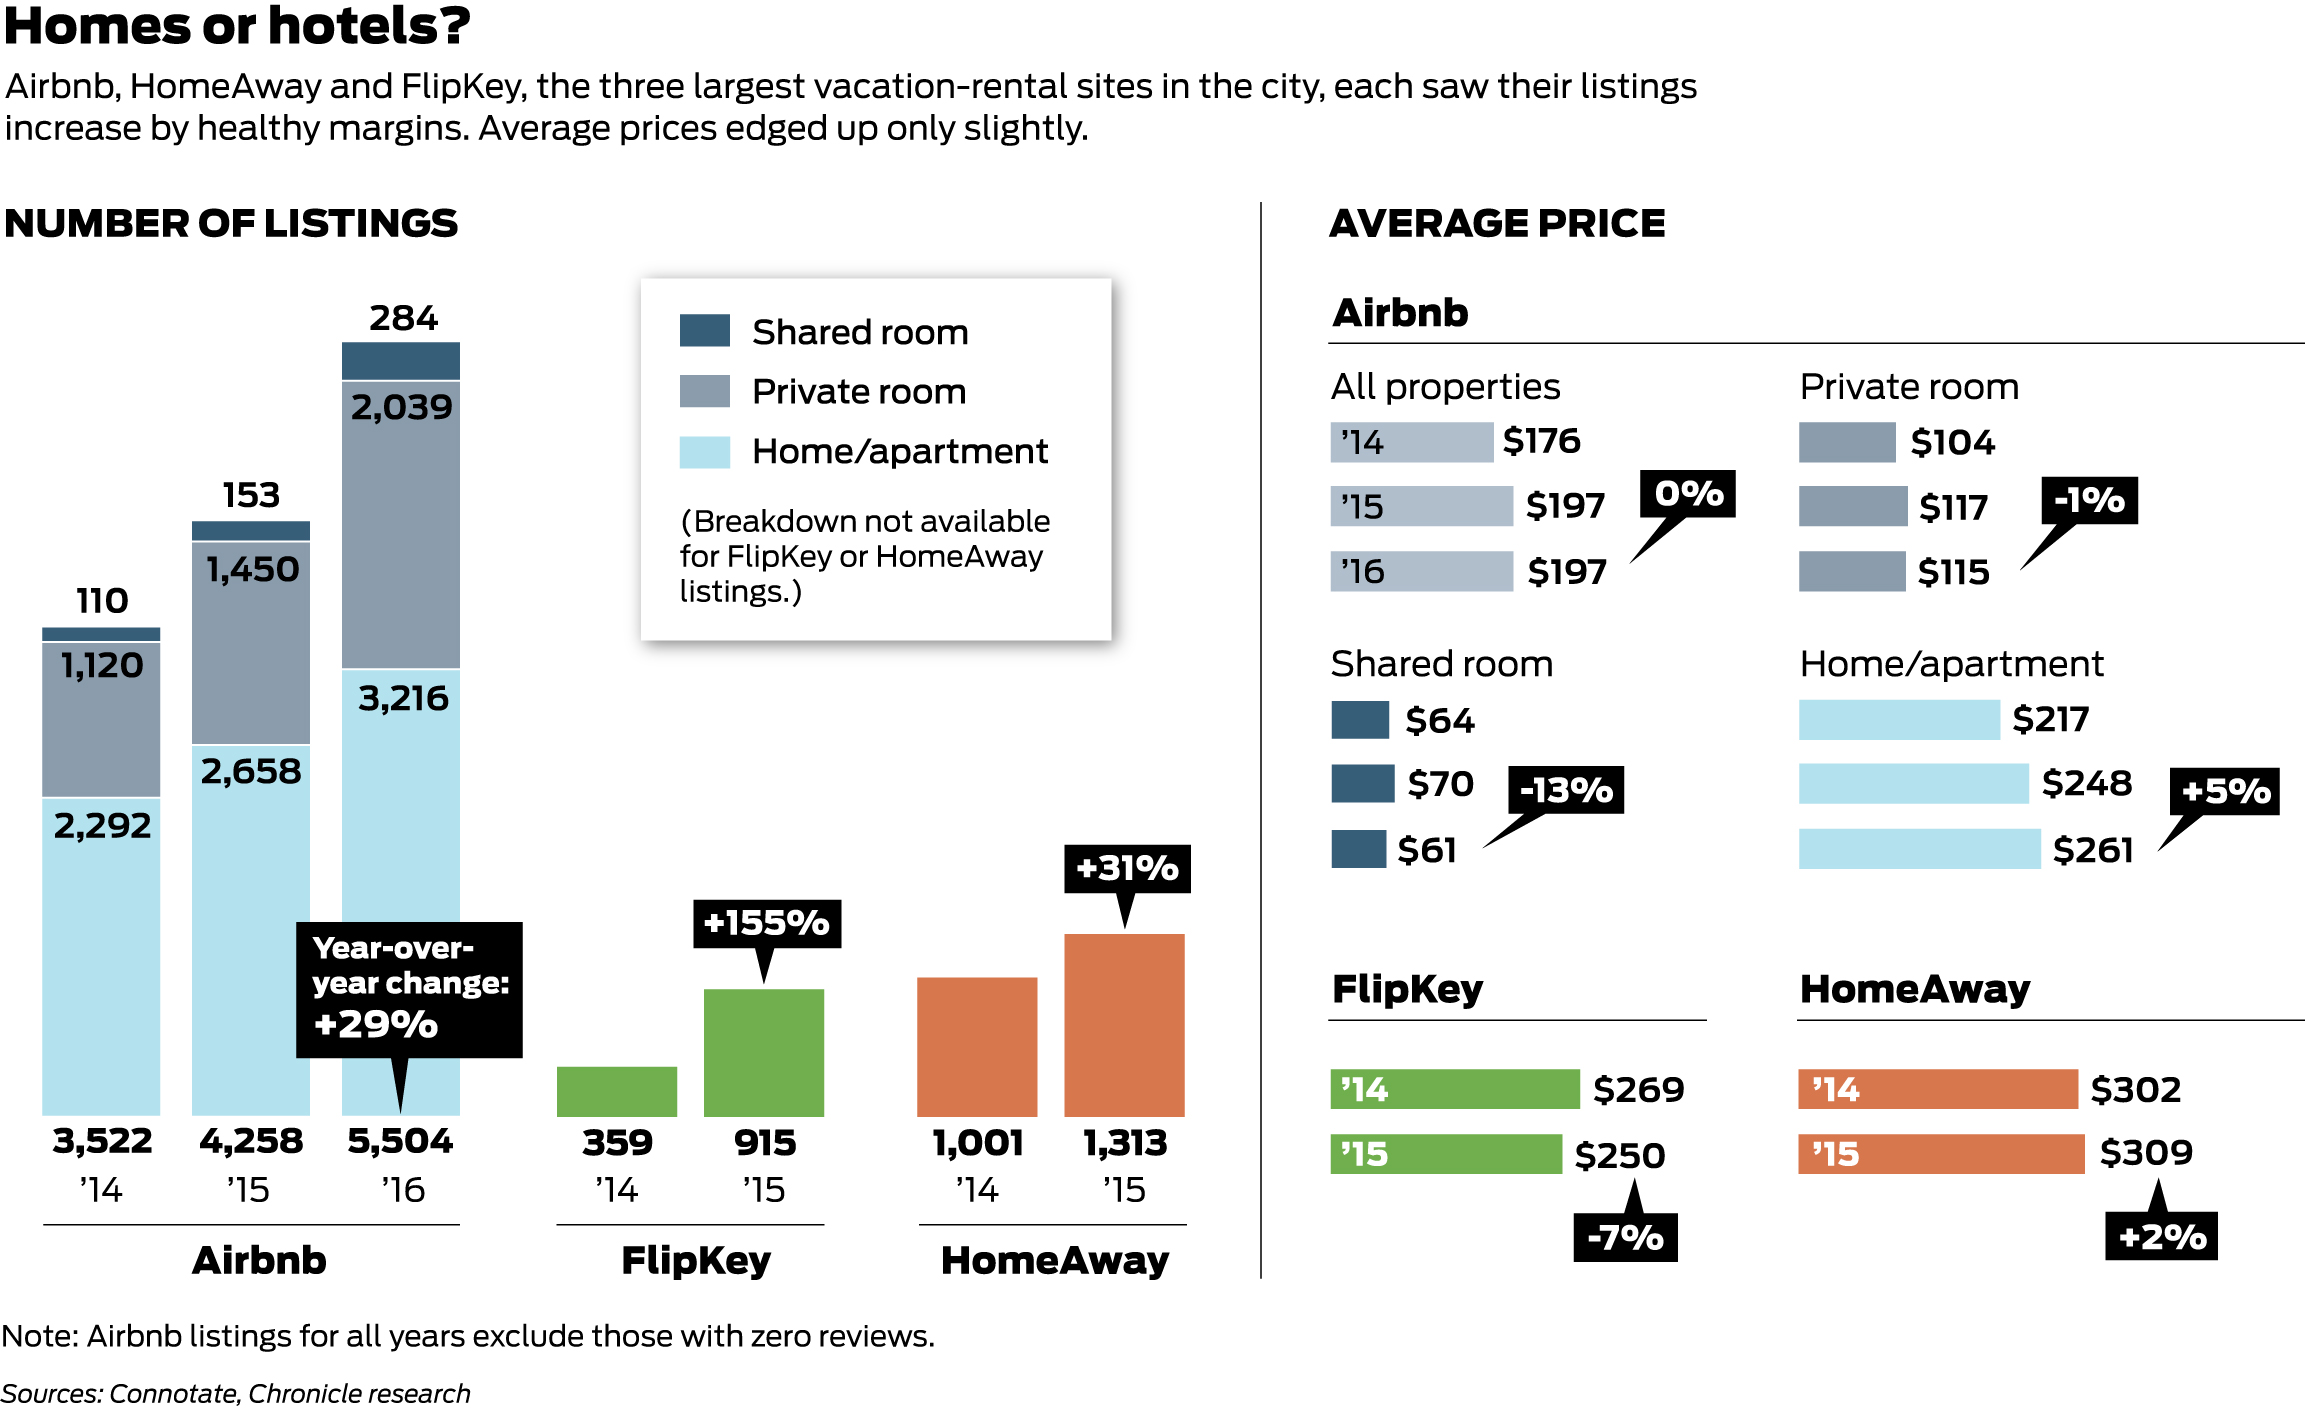 Homes or hotels?
Airbnb, HomeAway and FlipKey, the three largest vacation-rental sites in the city, each saw their listings
increase by healthy margins. Average prices edged up only slightly.
NUMBER OF LISTINGS
284
2,039
3,216
153
1,450
2,658
110
1,120
2,292
Year-over-
year change:
+29%
3,522
4,258
5,504
’14
’15
’16
Airbnb
Shared room
Private room
Home/apartment
(Breakdown not available
for FlipKey or HomeAway
listings.)
+155%
359
915
’14
’15
FlipKey
+31%
1,001
1,313
’14
’15
HomeAway
AVERAGE PRICE
Airbnb
All properties
’14 $176
’15 $197
’16 $197
0%
Private room
$104
$117
$115
-1%
Shared room
$64
$70
$61
-13%
Home/apartment
$217
$248
$261
+5%
FlipKey
’14 $269
’15 $250
-7%
HomeAway
’14 $302
’15 $309
+2%
Note: Airbnb listings for all years exclude those with zero reviews.
Sources: Connotate, Chronicle research